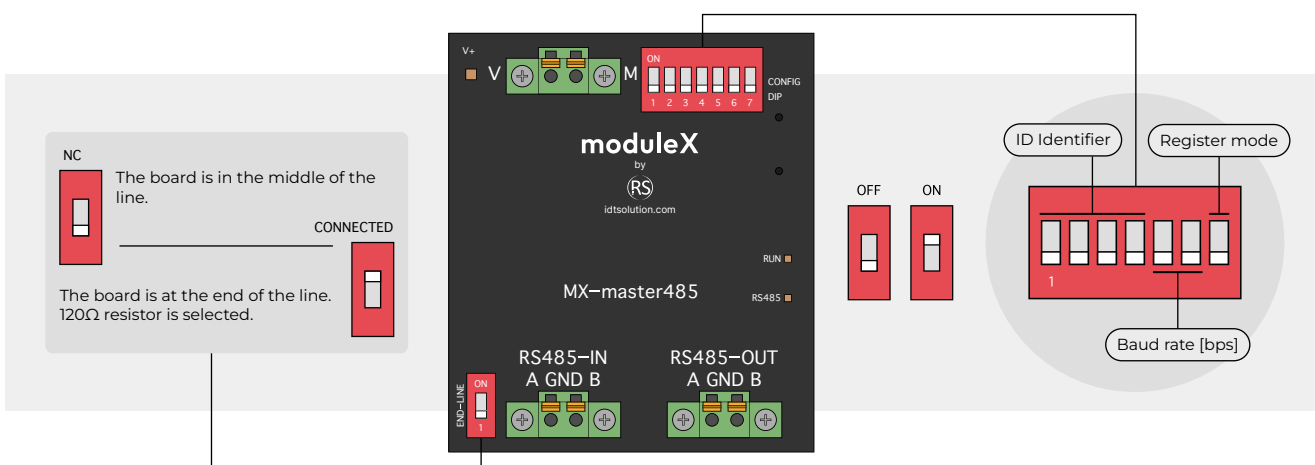 NC
The board is in the middle of the
line.
CONNECTED
The board is at the end of the line.
120Ω resistor is selected.
V+
V
M
ON
1 2 3 4 5 6 7
CONFIG
DIP
moduleX
by
RS
idtsolution.com
RUN
MX-master485
RS485
RS485-IN
A GND B
RS485-OUT
A GND B
END-LINE
ON
1
OFF
ON
ID Identifier
Register mode
1
Baud rate [bps]